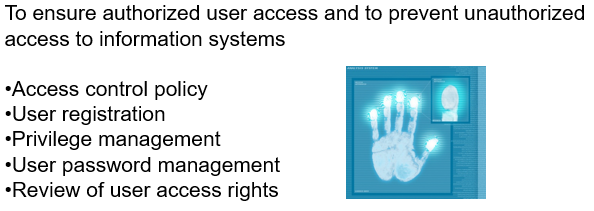 To ensure authorized user access and to prevent unauthorized
access to information systems
•Access control policy
•User registration
•Privilege management
•User password management
•Review of user access rights